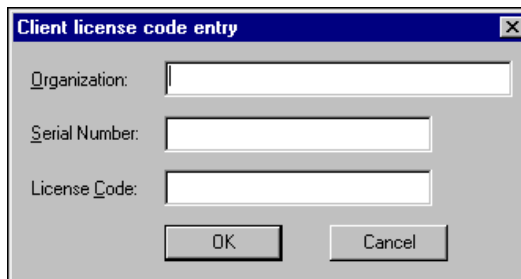 Client license code entry
Organization:
Serial Number:
License Code:
OK Cancel